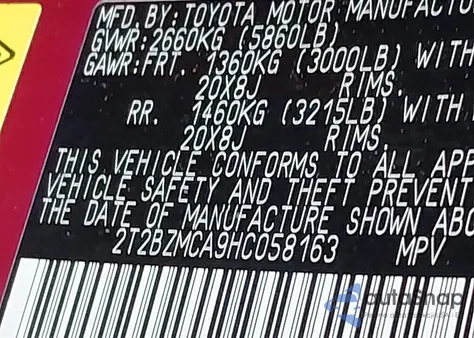 MFD. BY: TOYOTA MOTOR MANUFACTU
GVWR: 2660KG (5860LB)
GAWR: FRT. 1360KG (3000LB) WITH
20X8J RIMS.
RR. 1460KG (3215LB) WITH
20X8J RIMS.
THIS VEHICLE CONFORMS TO ALL APP
VEHICLE SAFETY AND THEFT PREVENT
THE DATE OF MANUFACTURE SHOWN ABO
2T2BZMCA9HC058163 MPV
autoSnap